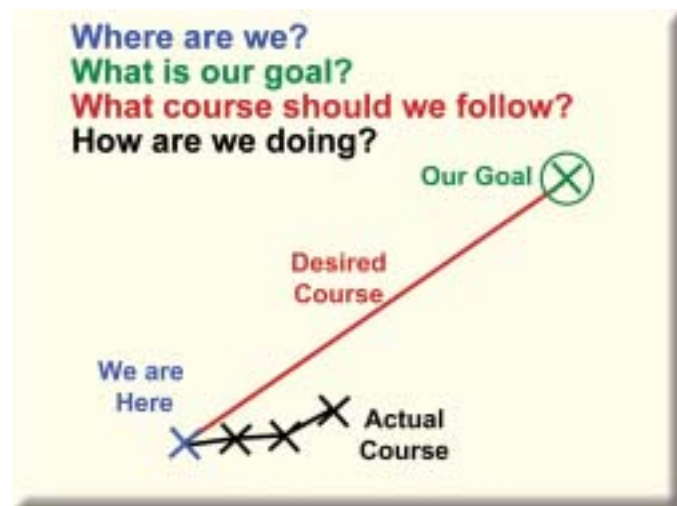 Where are we?
What is our goal?
What course should we follow?
How are we doing?
Our Goal
Desired
Course
We are
Here
Actual
Course